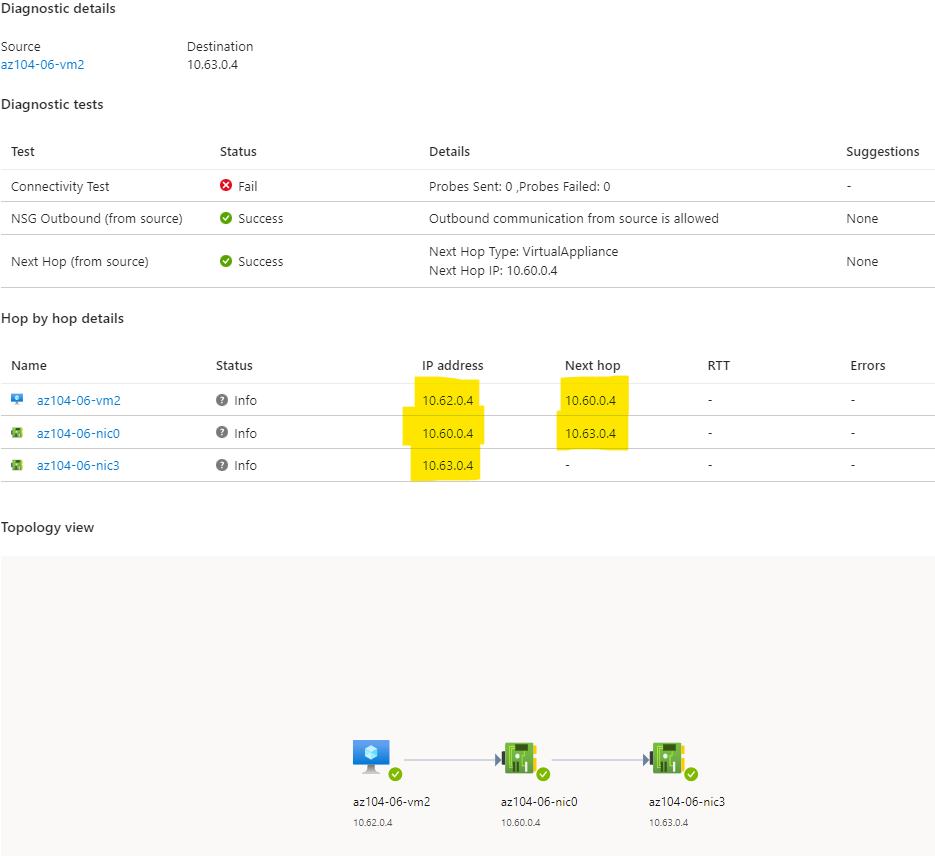 Diagnostic details
Source Destination
az104-06-vm2 10.63.0.4
Diagnostic tests
Test Status Details Suggestions
Connectivity Test Fail Probes Sent: 0 ,Probes Failed: 0 -
NSG Outbound (from source) Success Outbound communication from source is allowed None
Next Hop (from source) Success Next Hop Type: VirtualAppliance None
Next Hop IP: 10.60.0.4
Hop by hop details
Name Status IP address Next hop RTT Errors
az104-06-vm2 Info 10.62.0.4 10.60.0.4 - -
az104-06-nic0 Info 10.60.0.4 10.63.0.4 - -
az104-06-nic3 Info 10.63.0.4 - - -
Topology view
az104-06-vm2 az104-06-nic0 az104-06-nic3
10.62.0.4 10.60.0.4 10.63.0.4